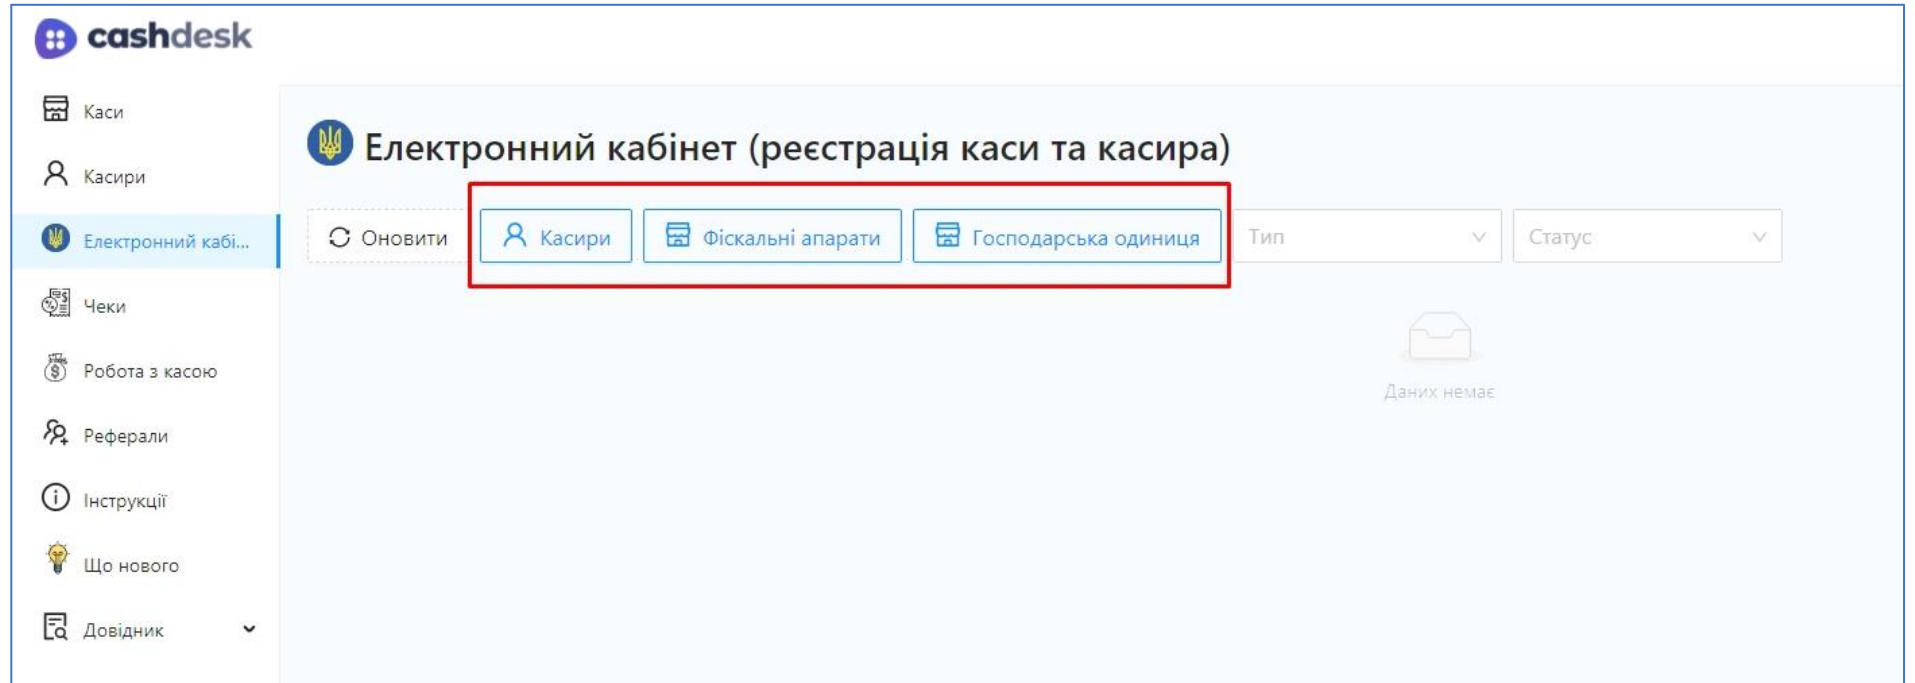 cashdesk
Каси
Касири
Електронний кабі...
Чеки
Робота з касою
Реферали
Інструкції
Що нового
Довідник
Електронний кабінет (реєстрація каси та касира)
Оновити Касири Фіскальні апарати Господарська одиниця Тип Статус
Даних немає